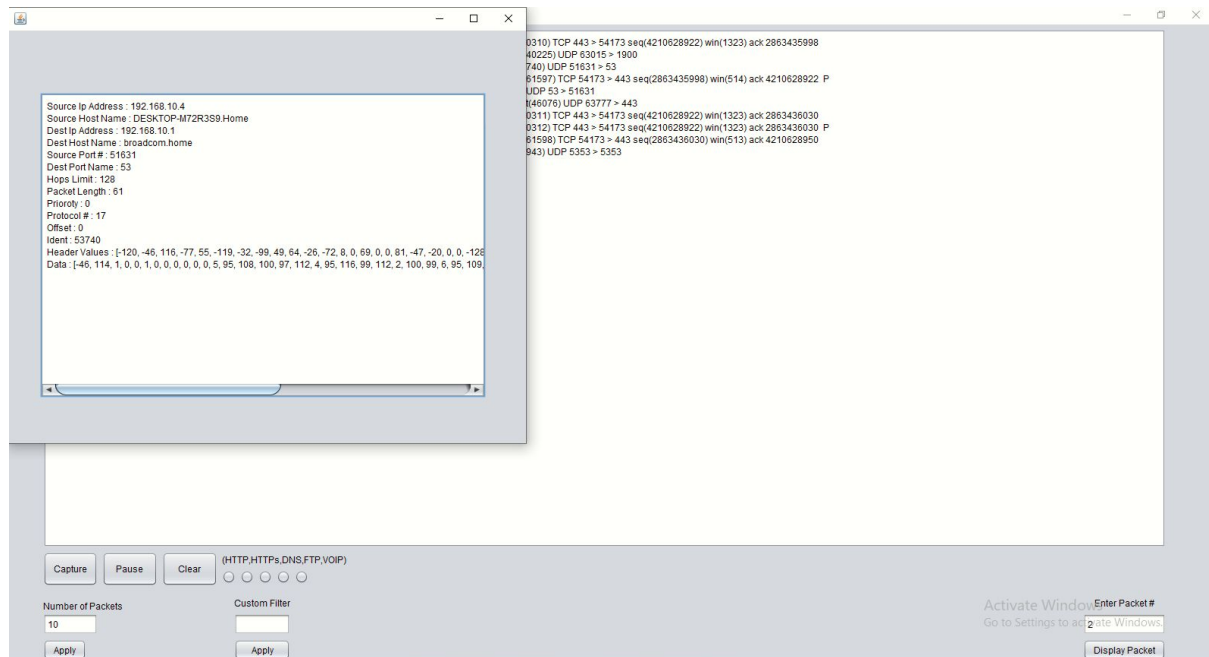 Source Ip Address : 192.168.10.4
Source Host Name : DESKTOP-M72R3S9.Home
Dest Ip Address : 192.168.10.1
Dest Host Name : broadcom.home
Source Port # : 51631
Dest Port Name : 53
Hops Limit : 128
Packet Length : 61
Prioroty : 0
Protocol # : 17
Offset : 0
Ident : 53740
Header Values : [-120, -46, 116, -77, 55, -119, -32, -99, 49, 64, -26, -72, 8, 0, 69, 0, 0, 81, -47, -20, 0, 0, -128
Data : [-46, 114, 1, 0, 0, 1, 0, 0, 0, 0, 0, 0, 5, 95, 108, 100, 97, 112, 4, 95, 116, 99, 112, 2, 100, 99, 6, 95, 109,
0310) TCP 443 > 54173 seq(4210628922) win(1323) ack 2863435998
40225) UDP 63015 > 1900
740) UDP 51631 > 53
61597) TCP 54173 > 443 seq(2863435998) win(514) ack 4210628922 P
UDP 53 > 51631
t(46076) UDP 63777 > 443
0311) TCP 443 > 54173 seq(4210628922) win(1323) ack 2863436030
0312) TCP 443 > 54173 seq(4210628922) win(1323) ack 2863436030 P
61598) TCP 54173 > 443 seq(2863436030) win(513) ack 4210628950
943) UDP 5353 > 5353
Capture Pause Clear (HTTP,HTTPs,DNS,FTP,VOIP)
Number of Packets Custom Filter Activate Windows Enter Packet #
10 Go to Settings to activate Windows. 2
Apply Apply Display Packet